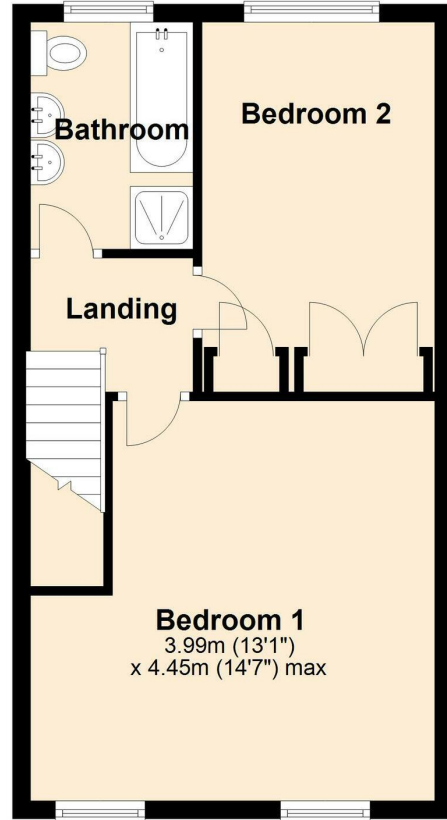 Bathroom
Bedroom 2
Landing
Bedroom 1
3.99m (13'1")
x 4.45m (14'7") max